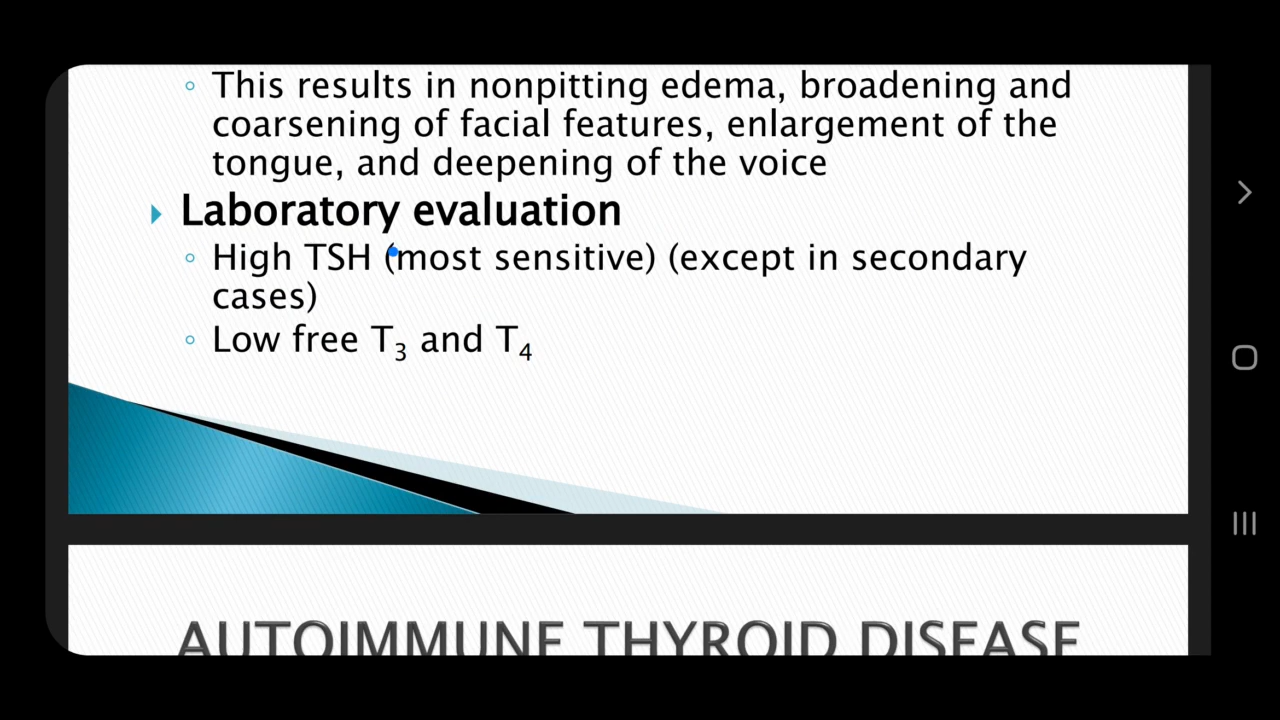 This results in nonpitting edema, broadening and
coarsening of facial features, enlargement of the
tongue, and deepening of the voice
Laboratory evaluation
High TSH (most sensitive) (except in secondary
cases)
Low free T₃ and T₄
AUTOIMMUNE THYROID DISEASE